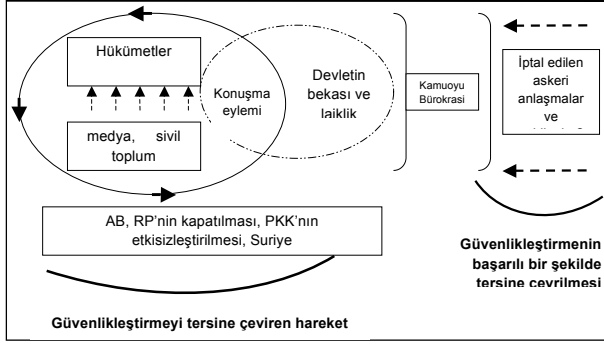 Hükümetler
medya, sivil
toplum
Konuşma
eylemi
Devletin
bekası ve
laiklik
Kamuoyu
Bürokrasi
İptal edilen
askeri
anlaşmalar
ve
AB, RP’nin kapatılması, PKK’nın
etkisizleştirilmesi, Suriye
Güvenlikleştirmenin
başarılı bir şekilde
tersine çevrilmesi
Güvenlikleştirmeyi tersine çeviren hareket